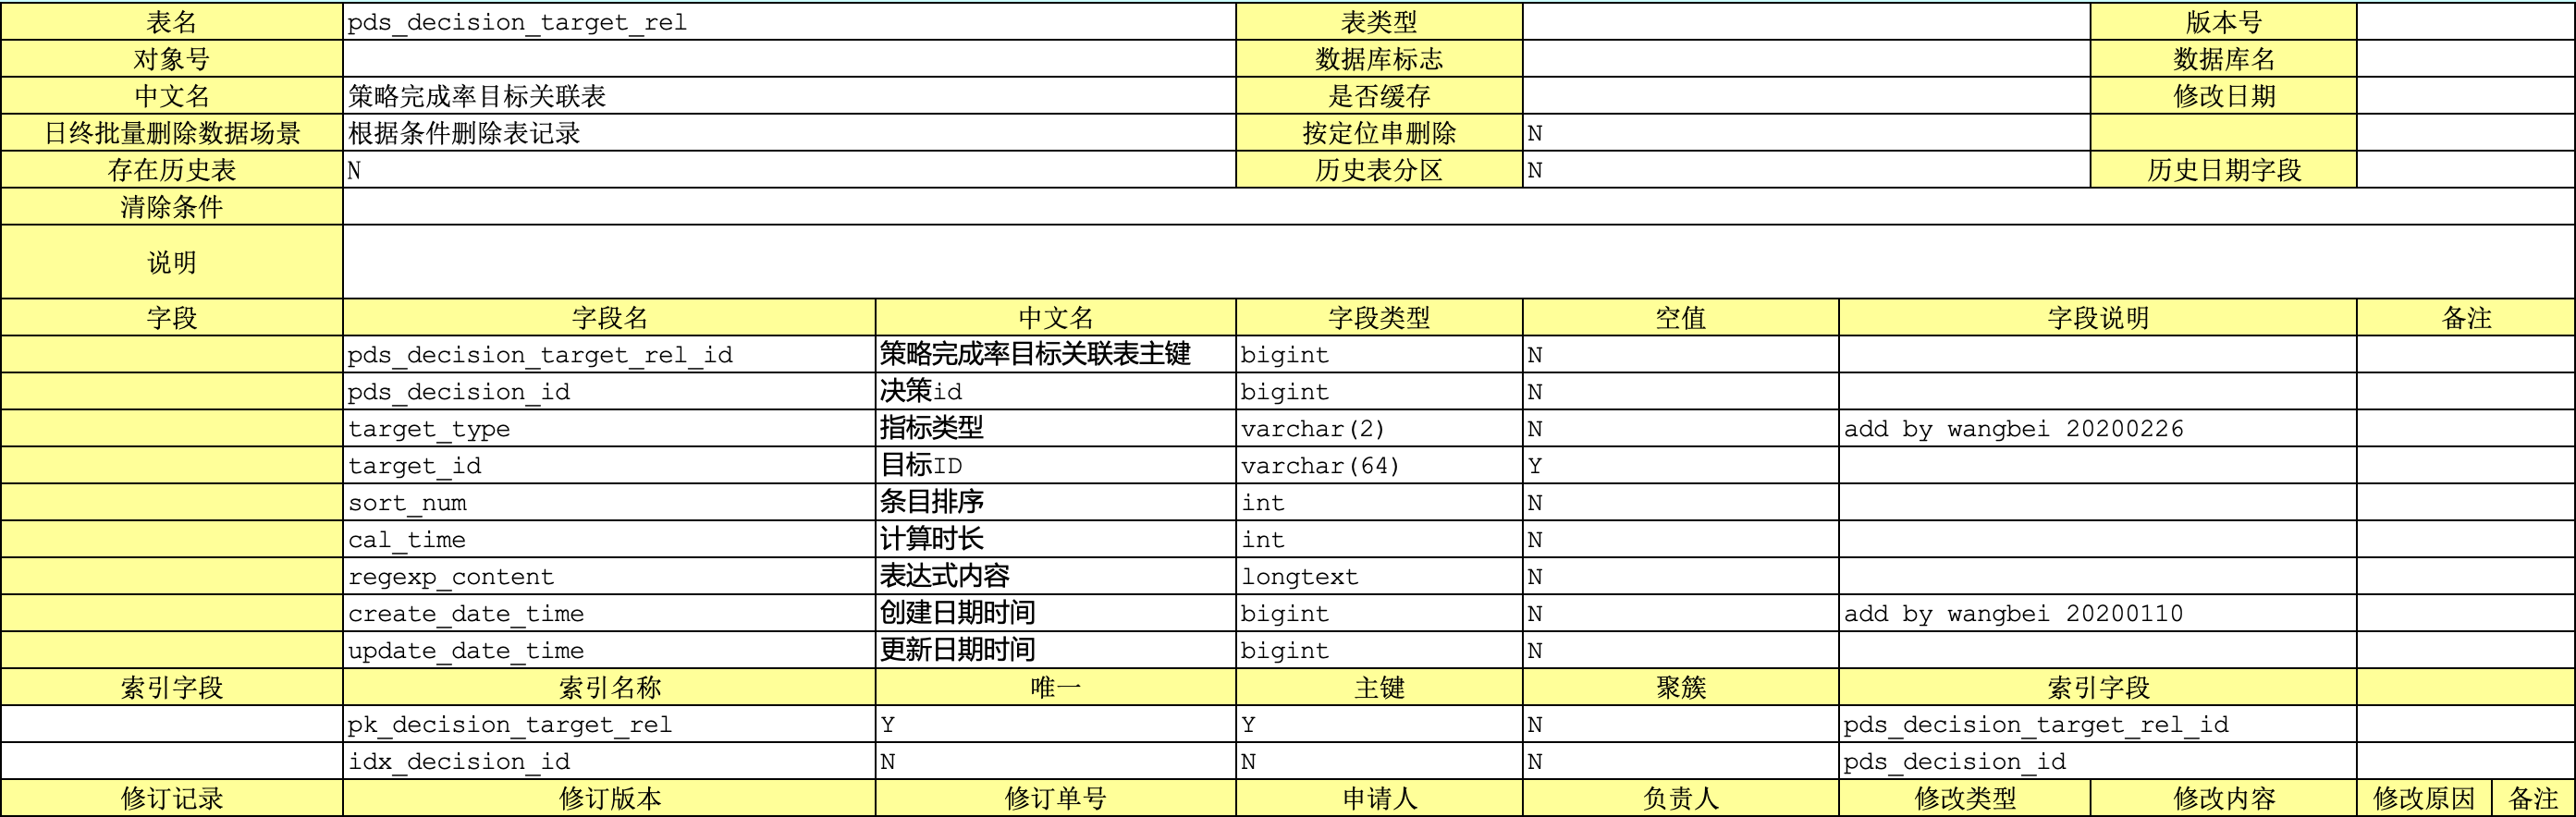 表名 pds_decision_target_rel 表类型 版本号
对象号 数据库标志 数据库名
中文名 策略完成率目标关联表 是否缓存 修改日期
日终批量删除数据场景 根据条件删除表记录 按定位串删除 N
存在历史表 N 历史表分区 N 历史日期字段
清除条件
说明
字段 字段名 中文名 字段类型 空值 字段说明 备注
pds_decision_target_rel_id 策略完成率目标关联表主键 bigint N
pds_decision_id 决策id bigint N
target_type 指标类型 varchar(2) N add by wangbei 20200226
target_id 目标ID varchar(64) Y
sort_num 条目排序 int N
cal_time 计算时长 int N
regexp_content 表达式内容 longtext N
create_date_time 创建日期时间 bigint N add by wangbei 20200110
update_date_time 更新日期时间 bigint N
索引字段 索引名称 唯一 主键 聚簇 索引字段
pk_decision_target_rel Y Y N pds_decision_target_rel_id
idx_decision_id N N N pds_decision_id
修订记录 修订版本 修订单号 申请人 负责人 修改类型 修改内容 修改原因 备注